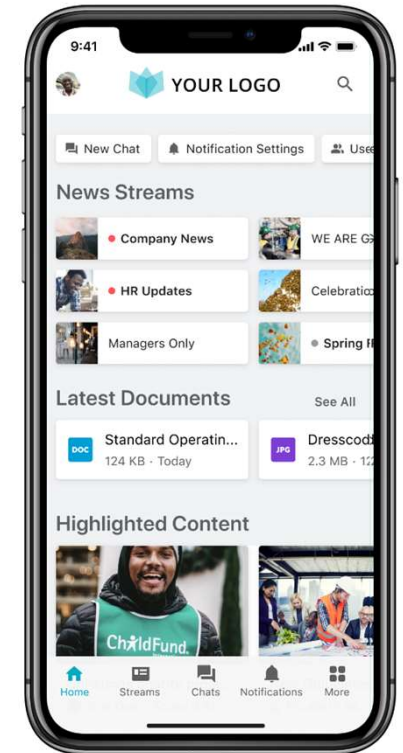 9:41
YOUR LOGO
New Chat
Notification Settings
News Streams
Company News
WE ARE
HR Updates
Managers Only
Spring
Latest Documents
See All
DOC
Standard Operatin...
124 KB · Today
JPG
2.3 MB ·
Highlighted Content
ChildFund.
Home
Streams
Chats
Notifications
More